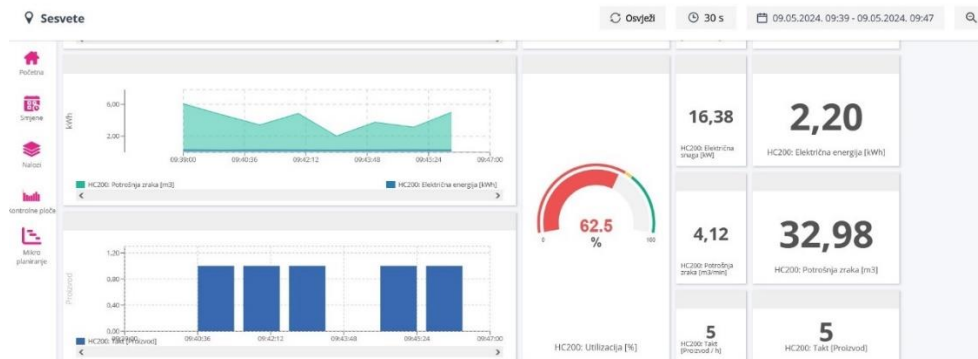 Sesvete
Osvježi
30 s
09.05.2024. 09:39 - 09.05.2024. 09:47
Početna
Smjene
Nalozi
Kontrolne ploče
Mikro
planiranje
kWh
6,00
2,00
09:39:00
09:40:36
09:42:12
09:43:48
09:45:24
09:47:00
HC200: Potrošnja zraka [m3]
HC200: Električna energija [kWh]
Proizvod
1,20
0,80
0,40
0,00
09:40:36
09:42:12
09:43:48
09:45:24
09:47:00
HC200: Takt [Proizvod]
62.5
%
0
100
HC200: Utilizacija [%]
16,38
HC200: Električna
snaga [kW]
2,20
HC200: Električna energija [kWh]
4,12
HC200: Potrošnja
zraka [m3/min]
32,98
HC200: Potrošnja zraka [m3]
5
HC200: Takt
[Proizvod / h]
5
HC200: Takt [Proizvod]